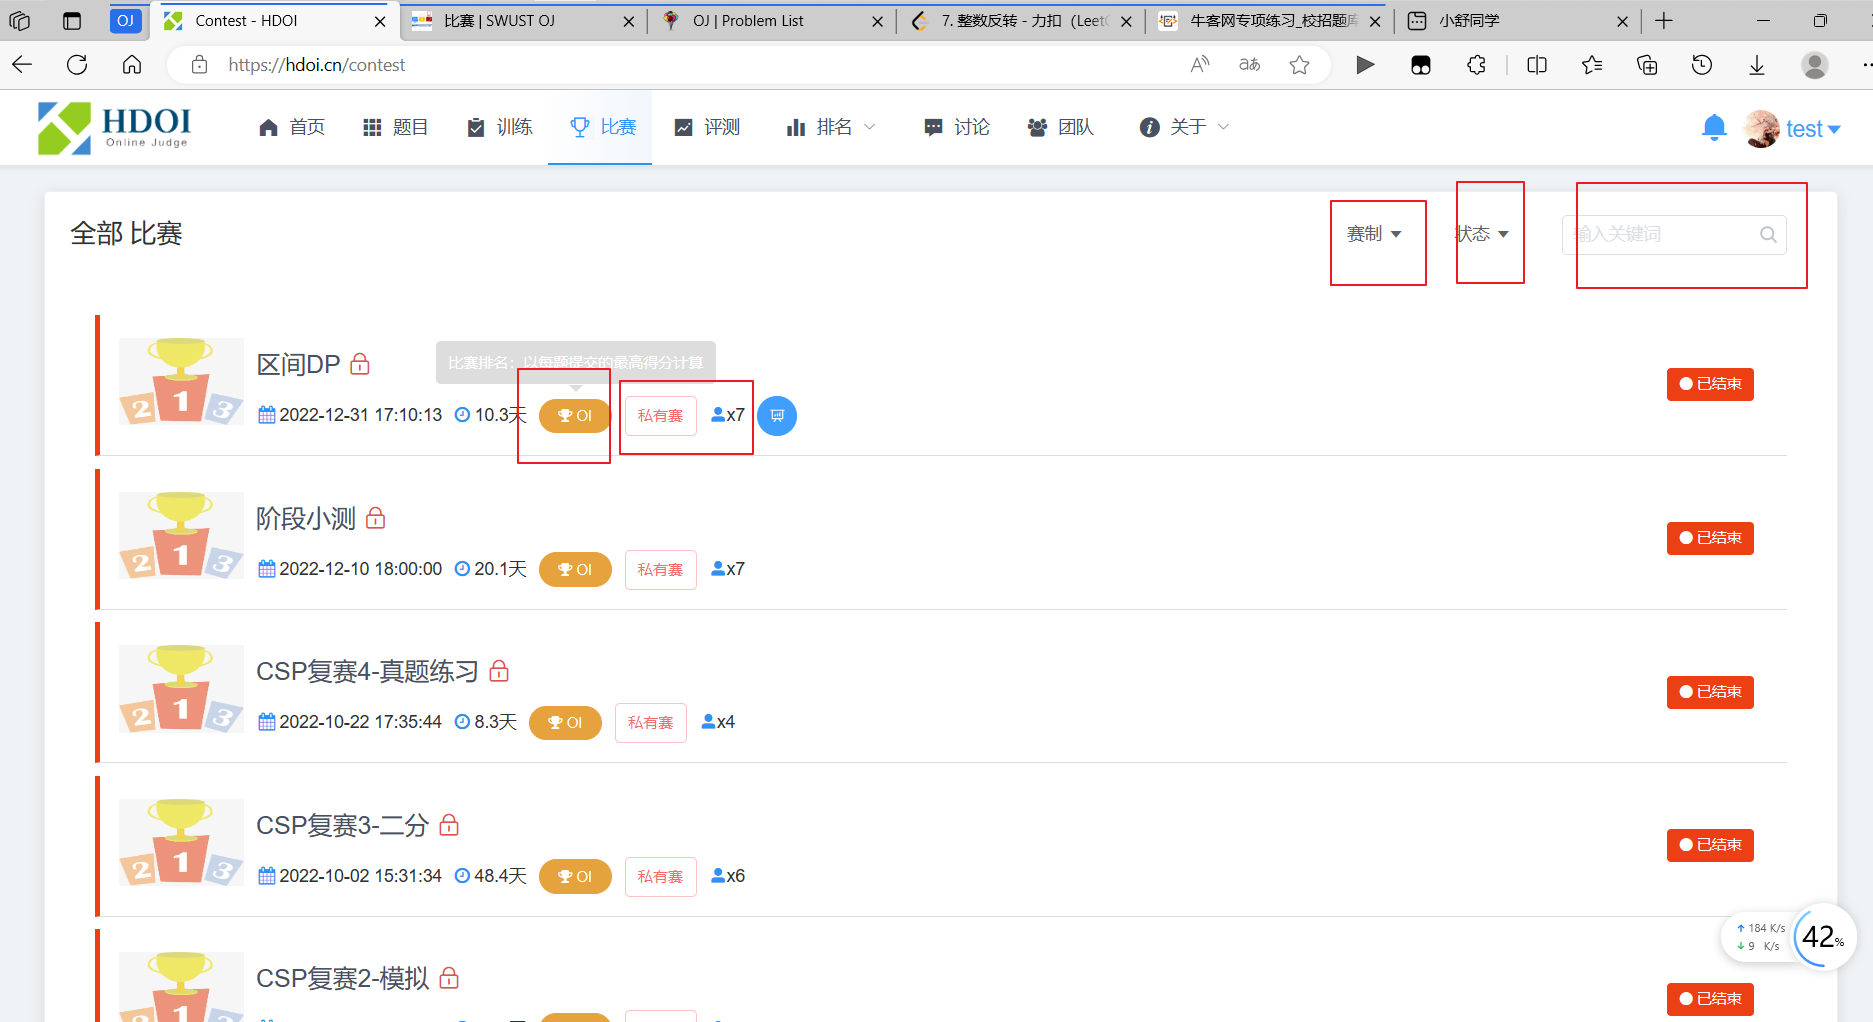 OJ
Contest - HDOI
比赛 | SWUST OJ
OJ | Problem List
7. 整数反转 - 力扣（Leet
牛客网专项练习_校招题库
小舒同学
https://hdoi.cn/contest
HDOI
Online Judge
首页
题目
训练
比赛
评测
排名
讨论
团队
关于
test
全部 比赛
赛制
状态
输入关键词
区间DP
比赛排名：以每题提交的最高得分计算
2022-12-31 17:10:13 10.3天 OI 私有赛 x7
已结束
阶段小测
2022-12-10 18:00:00 20.1天 OI 私有赛 x7
已结束
CSP复赛4-真题练习
2022-10-22 17:35:44 8.3天 OI 私有赛 x4
已结束
CSP复赛3-二分
2022-10-02 15:31:34 48.4天 OI 私有赛 x6
已结束
CSP复赛2-模拟
已结束
184 K/s
9 K/s
42%